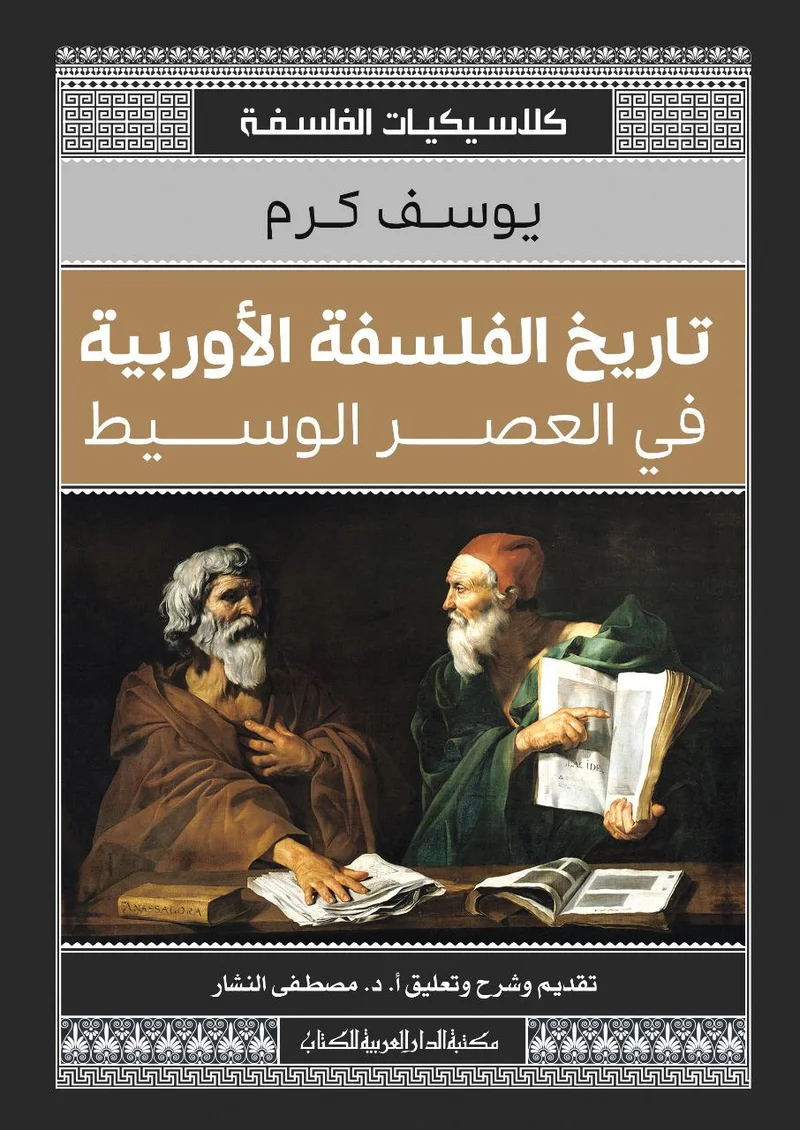 كلاسيكيات الفلسفة
يوسف كرم
تاريخ الفلسفة الأوربية
في العصر الوسيط
ANASSAGORA
تقديم وشرح وتعليق أ. د. مصطفى النشار
مكتبة الدار العربية للكتاب